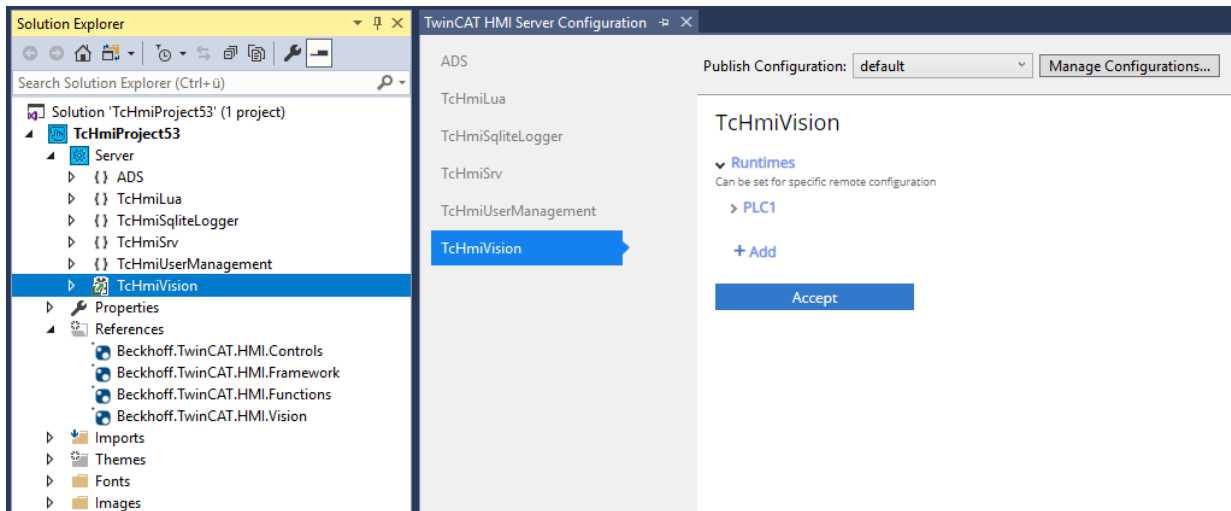 Solution Explorer
Search Solution Explorer (Ctrl+ü)
Solution 'TcHmiProject53' (1 project)
TcHmiProject53
Server
{} ADS
{} TcHmiLua
{} TcHmiSqliteLogger
{} TcHmiSrv
{} TcHmiUserManagement
TcHmiVision
Properties
References
Beckhoff.TwinCAT.HMI.Controls
Beckhoff.TwinCAT.HMI.Framework
Beckhoff.TwinCAT.HMI.Functions
Beckhoff.TwinCAT.HMI.Vision
Imports
Themes
Fonts
Images
TwinCAT HMI Server Configuration
ADS
TcHmiLua
TcHmiSqliteLogger
TcHmiSrv
TcHmiUserManagement
TcHmiVision
Publish Configuration: default Manage Configurations...
TcHmiVision
Runtimes
Can be set for specific remote configuration
PLC1
+ Add
Accept